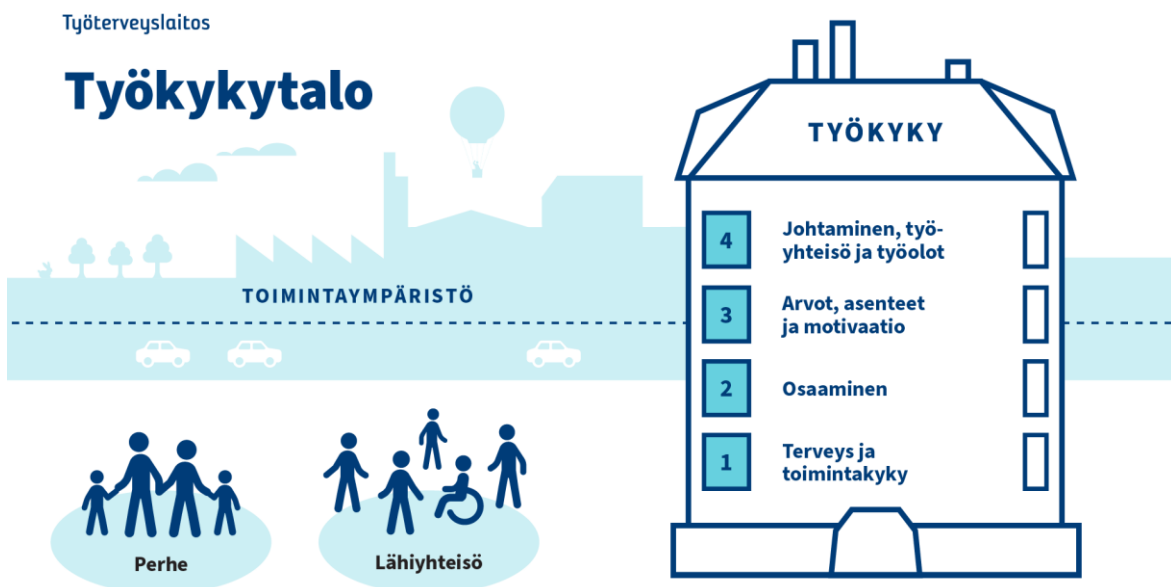 Työterveyslaitos
Työkykytalo
TYÖKYKY
4
Johtaminen, työ-
yhteisö ja työolot
TOIMINTAYMPÄRISTÖ
3
Arvot, asenteet
ja motivaatio
2
Osaaminen
1
Terveys ja
toimintakyky
Perhe
Lähiyhteisö